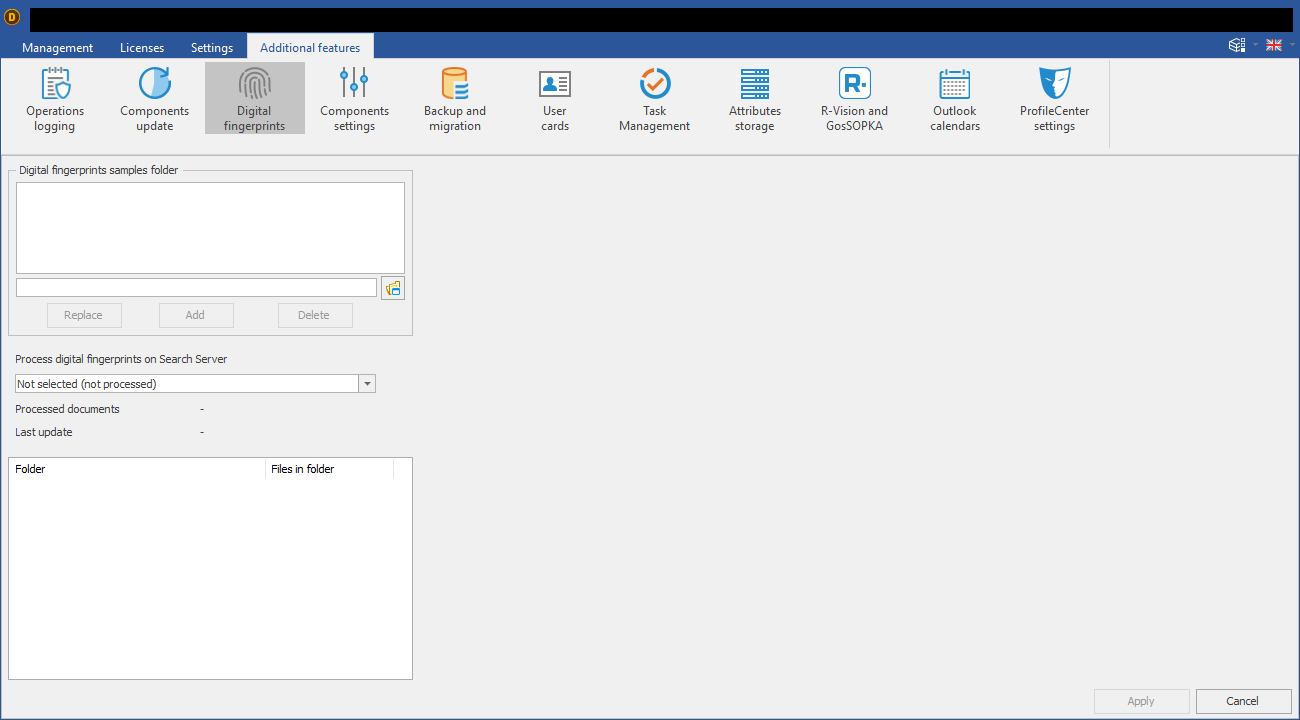 D
Management Licenses Settings Additional features
Operations logging
Components update
Digital fingerprints
Components settings
Backup and migration
User cards
Task Management
Attributes storage
R-Vision and GosSOPKA
R.
Outlook calendars
ProfileCenter settings
Digital fingerprints samples folder
Replace Add Delete
Process digital fingerprints on Search Server
Not selected (not processed)
Processed documents -
Last update -
Folder Files in folder
Apply Cancel